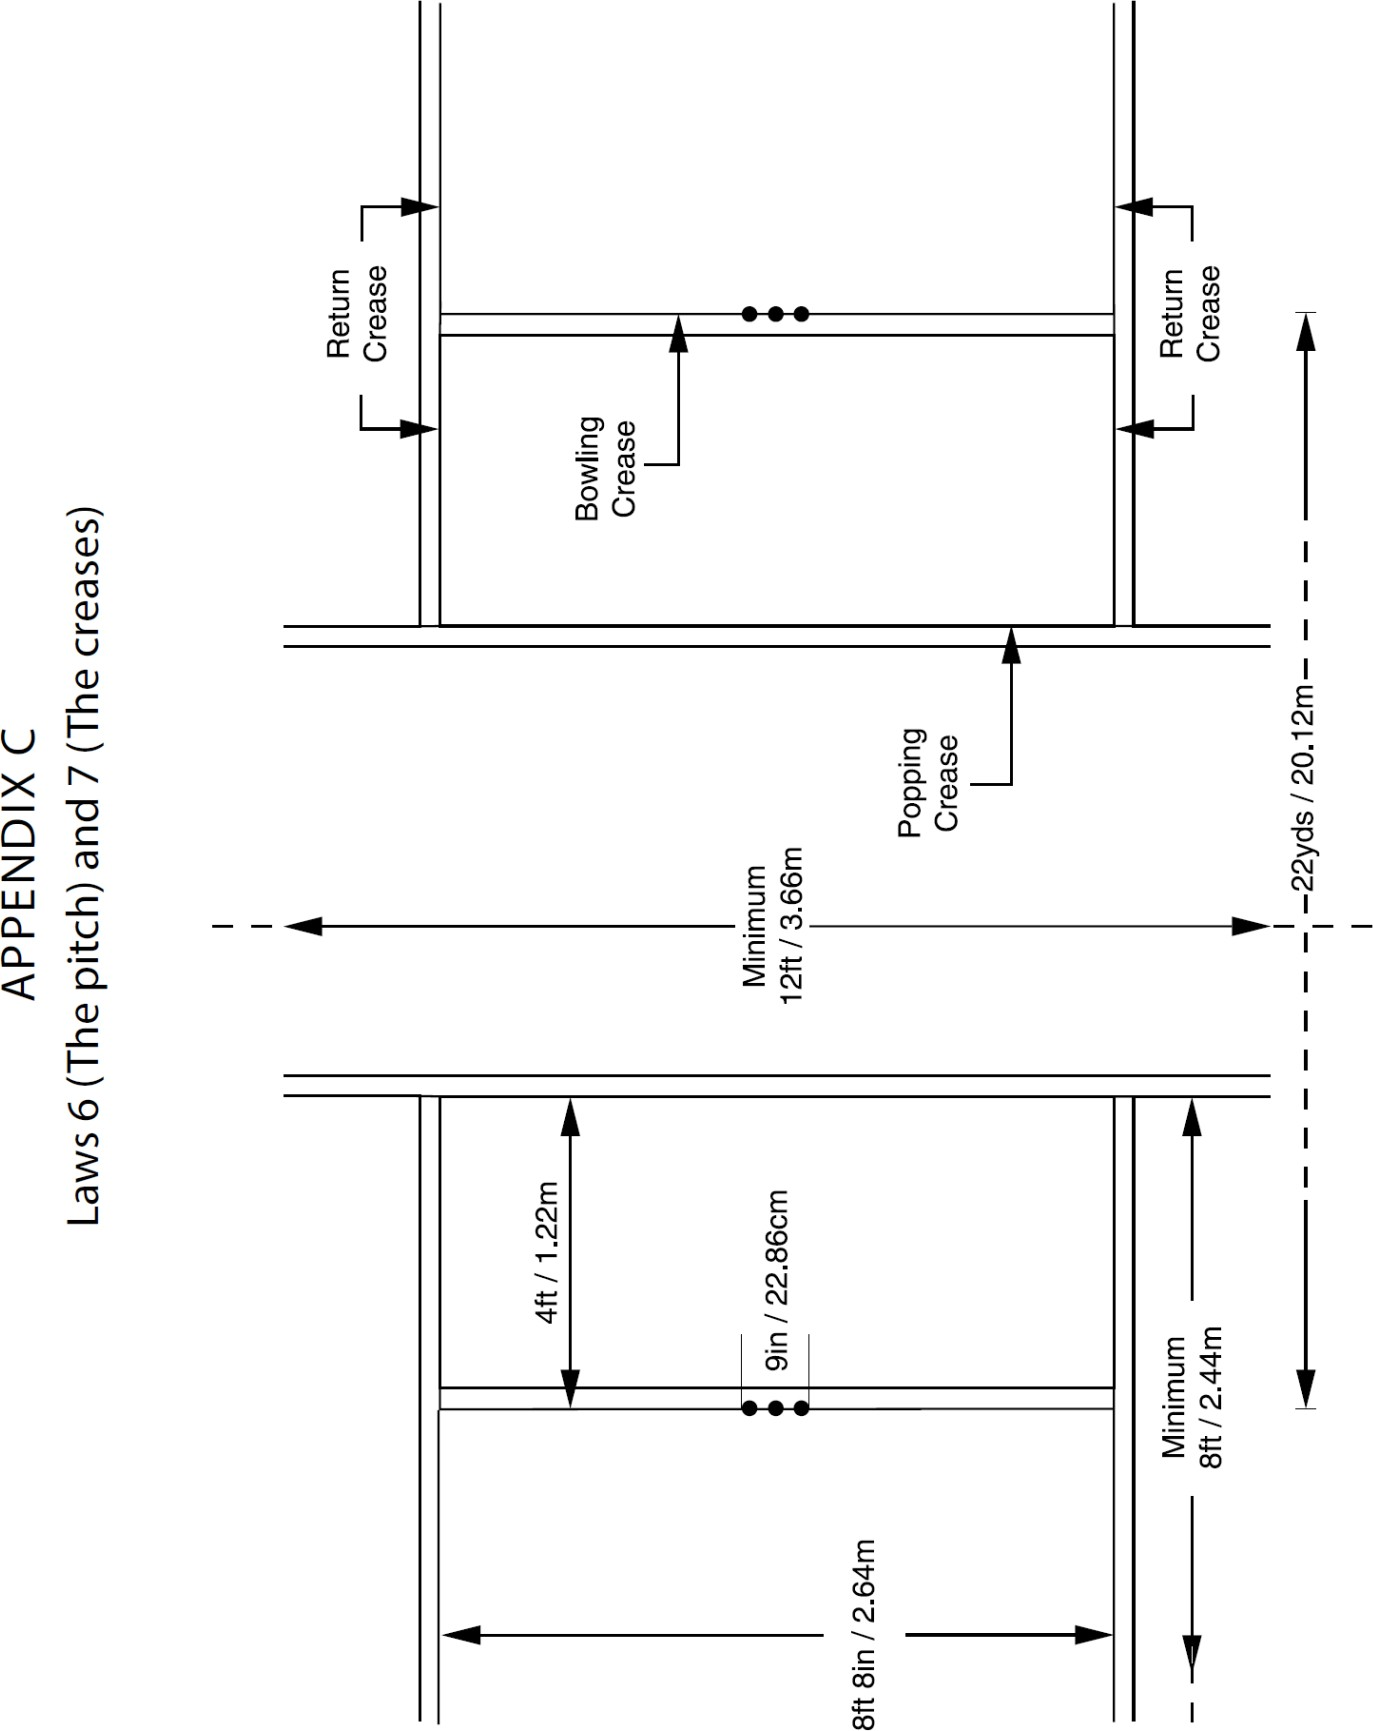 APPENDIX C
Laws 6 (The pitch) and 7 (The creases)
Return
Crease
Bowling
Crease
Return
Crease
Popping
Crease
Minimum
12ft / 3.66m
22yds / 20.12m
4ft / 1.22m
9in / 22.86cm
Minimum
8ft / 2.44m
8ft 8in / 2.64m